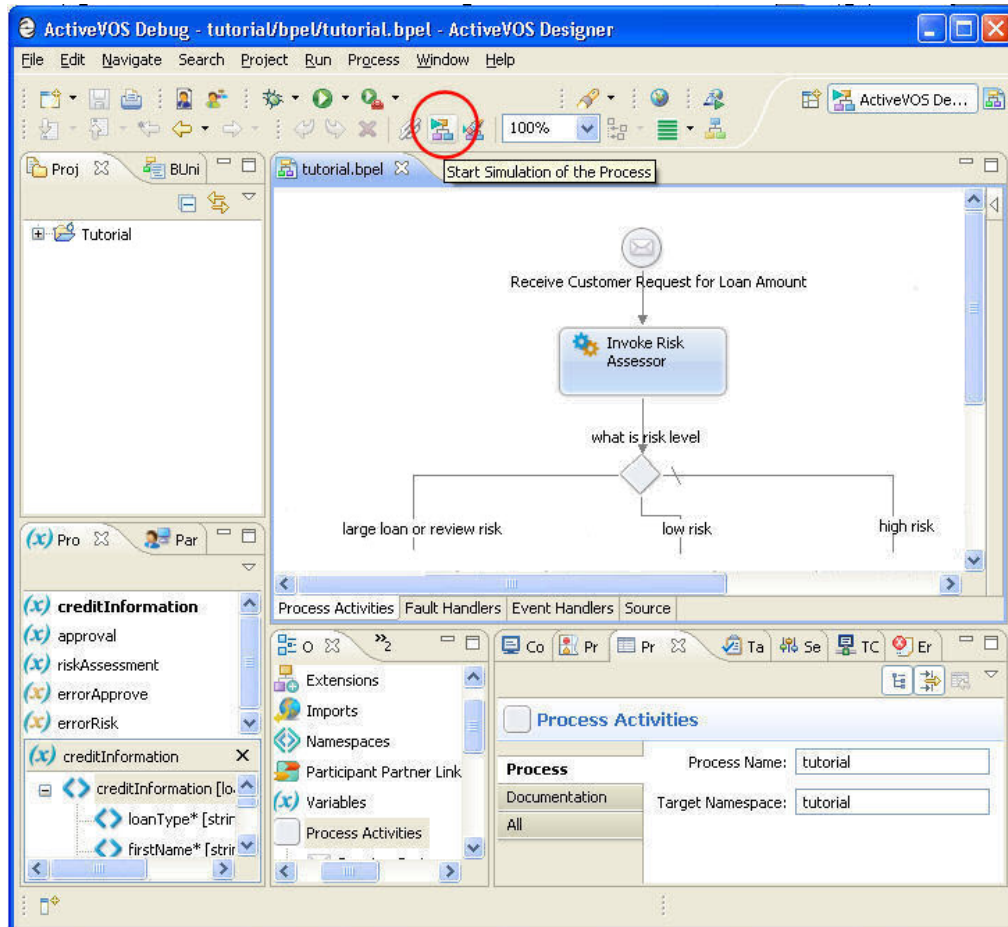 ActiveVOS Debug - tutorial/bpel/tutorial.bpel - ActiveVOS Designer
File Edit Navigate Search Project Run Process Window Help
ActiveVOS De...
100%
Proj
BUni
tutorial.bpel
Start Simulation of the Process
Tutorial
Receive Customer Request for Loan Amount
Invoke Risk
Assessor
what is risk level
large loan or review risk
low risk
high risk
Process Activities Fault Handlers Event Handlers Source
(x) Pro
Par
(x) creditInformation
(x) approval
(x) riskAssessment
(x) errorApprove
(x) errorRisk
(x) creditInformation
creditInformation [lo
loanType* [strin
firstName* [strin
O
»2
Extensions
Imports
Namespaces
Participant Partner Link
(x) Variables
Process Activities
Co Pr Pr Ta Se TC Er
Process Activities
Process
Documentation
All
Process Name: tutorial
Target Namespace: tutorial